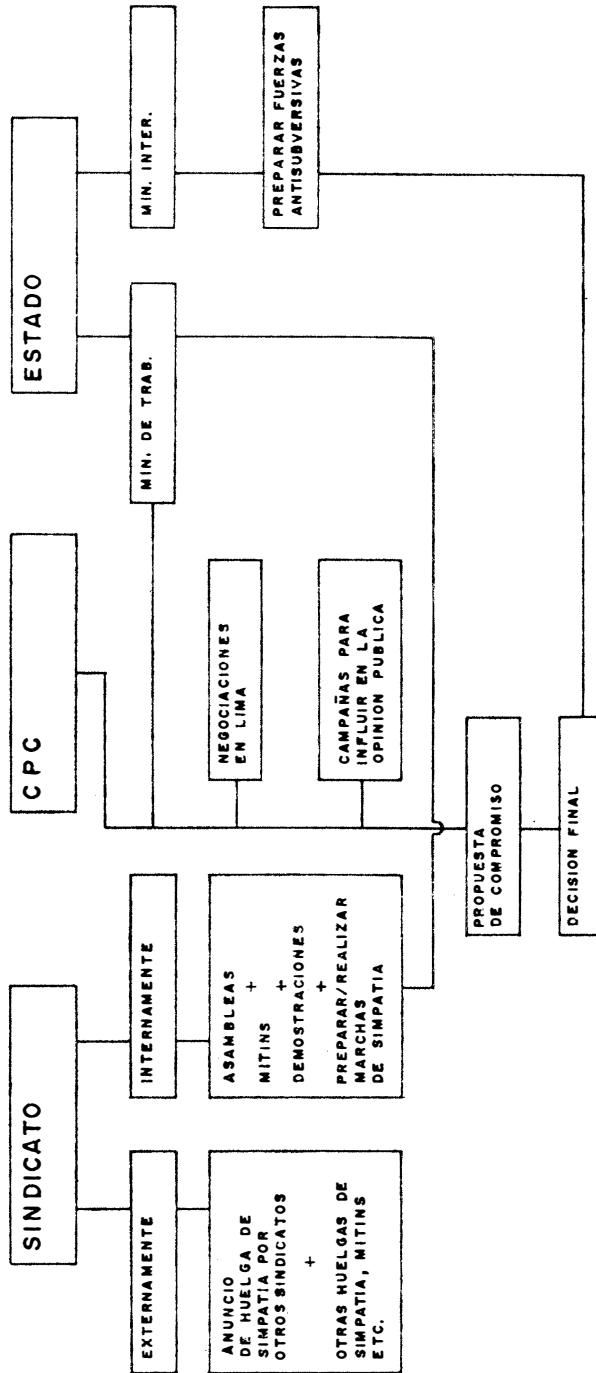 SINDICATO
CPC
ESTADO
EXTERNAMENTE
INTERNAMENTE
MIN. DE TRAB.
MIN. INTER.
ANUNCIO
DE HUELGA DE
SIMPATIA POR
OTROS SINDICATOS
+
OTRAS HUELGAS DE
SIMPATIA, MITINS
ETC.
ASAMBLEAS
+
MITINS
+
DEMOSTRACIONES
+
PREPARAR/REALIZAR
MARCHAS
DE SIMPATIA
NEGOCIACIONES
EN LIMA
CAMPAÑAS PARA
INFLUIR EN LA
OPINION PUBLICA
PREPARAR FUERZAS
ANTISUBVERSIVAS
PROPUESTA
DE COMPROMISO
DECISION FINAL